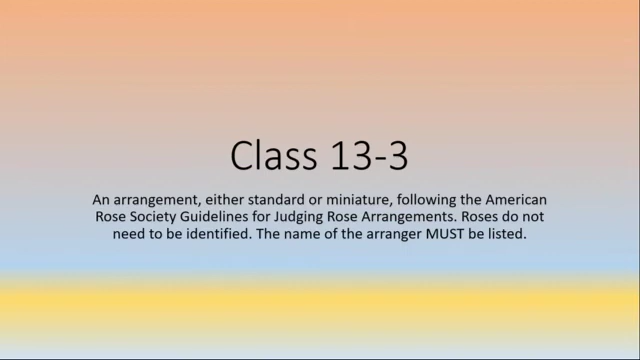 Class 13-3
An arrangement, either standard or miniature, following the American
Rose Society Guidelines for Judging Rose Arrangements. Roses do not
need to be identified. The name of the arranger MUST be listed.